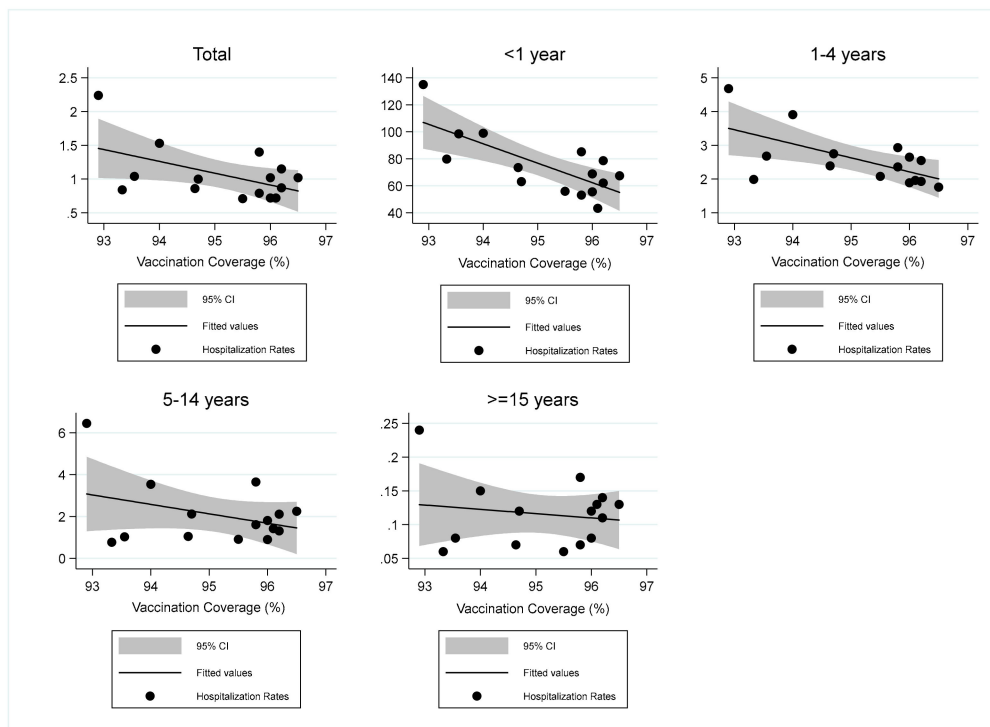 Total
2.5
2
1.5
1
.5
93 94 95 96 97
Vaccination Coverage (%)
95% CI
Fitted values
Hospitalization Rates
<1 year
140
120
100
80
60
40
93 94 95 96 97
Vaccination Coverage (%)
95% CI
Fitted values
Hospitalization Rates
1-4 years
5
4
3
2
1
93 94 95 96 97
Vaccination Coverage (%)
95% CI
Fitted values
Hospitalization Rates
5-14 years
6
4
2
0
93 94 95 96 97
Vaccination Coverage (%)
95% CI
Fitted values
Hospitalization Rates
>=15 years
.25
.2
.15
.1
.05
93 94 95 96 97
Vaccination Coverage (%)
95% CI
Fitted values
Hospitalization Rates